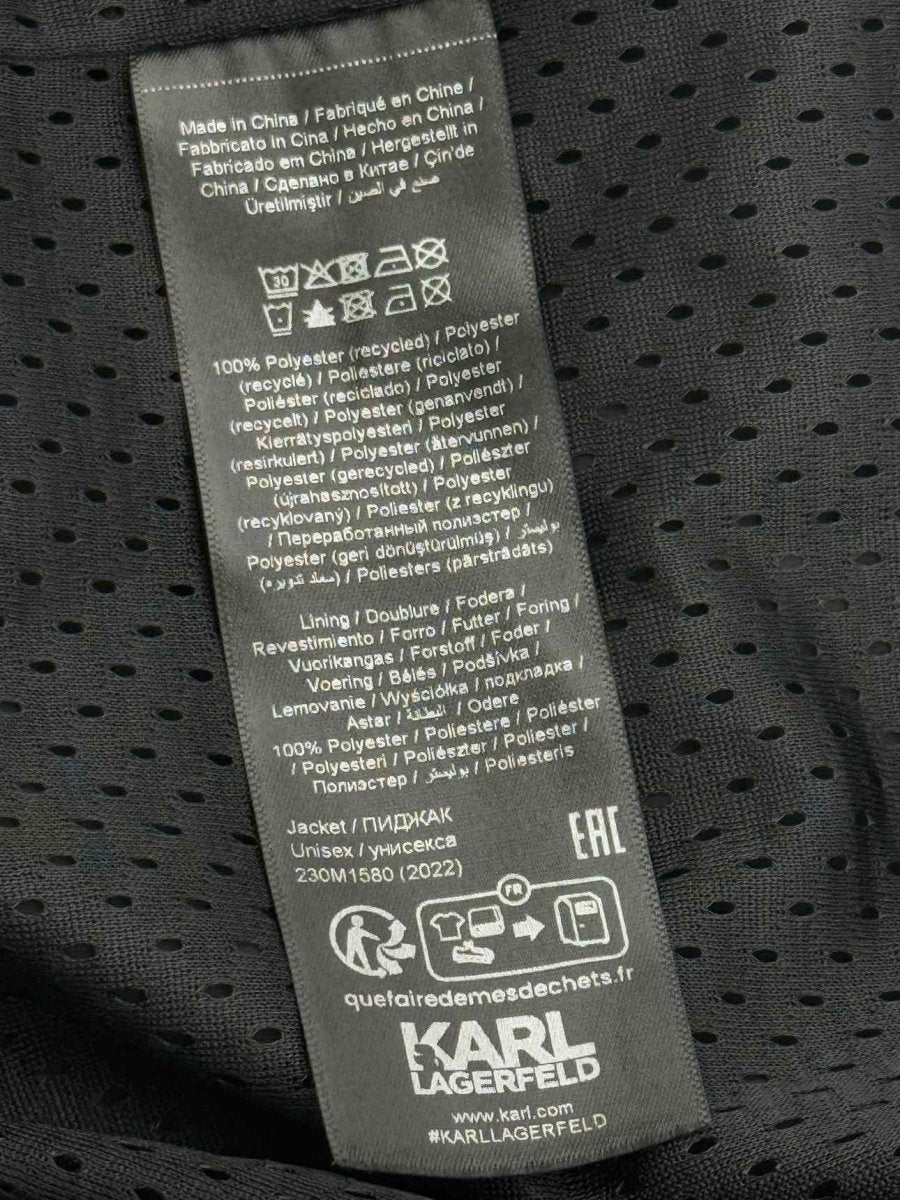 Made in China / Fabriqué en Chine /
Fabbricato in Cina / Hecho en China /
Fabricado em China / Hergestellt in
China / Сделано в Китае / Çin'de
Üretilmiştir / صنع في الصين
30
100% Polyester (recycled) / Polyester
(recyclé) / Poliestere (riciclato) /
Poliéster (reciclado) / Polyester
(recycelt) / Polyester (genanvendt) /
Kierrätyspolyesteri / Polyester
(resirkulert) / Polyester (återvunnen) /
Polyester (gerecycled) / Poliészter
(újrahasznosított) / Polyester
(recyklovaný) / Poliester (z recyklingu)
/ Переработанный полиэстер /
Polyester (geri dönüştürülmüş) / بوليستر
(معاد تدويره) / Poliesters (pārstrādāts)
Lining / Doublure / Fodera /
Revestimiento / Forro / Futter / Foring /
Vuorikangas / Forstoff / Foder /
Voering / Bélés / Podšívka /
Lemovanie / Wyściółka / подкладка /
Astar / البطانة / Odere
100% Polyester / Poliestere / Poliéster
/ Polyesteri / Poliészter / Poliester /
Полиэстер / بوليستر / Poliesteris
Jacket / ПИДЖАК
Unisex / унисекса
230M1580 (2022)
EAC
FR
quefairedemesdechets.fr
KARL
LAGERFELD
www.karl.com
#KARLLAGERFELD